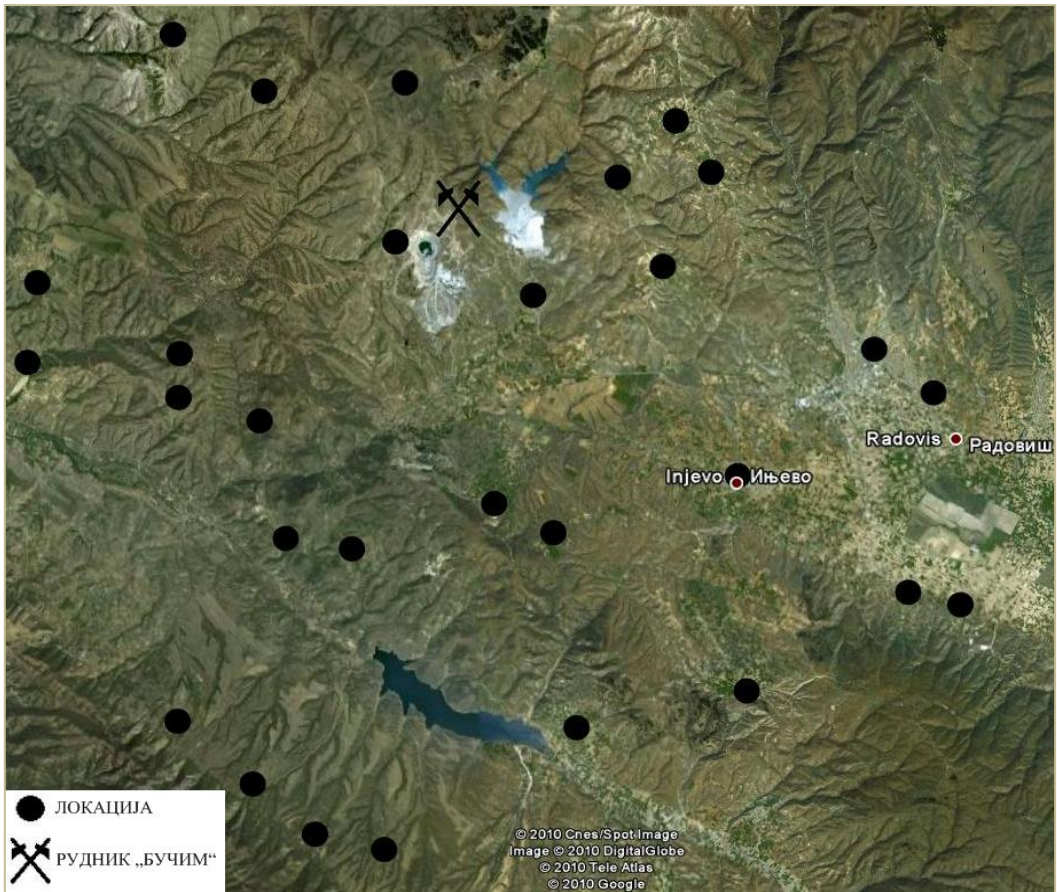 Radovis Радовиш
Injevo Ињево
ЛОКАЦИЈА
РУДНИК „БУЧИМ“
© 2010 Cnes/Spot Image
Image © 2010 DigitalGlobe
© 2010 Tele Atlas
© 2010 Google